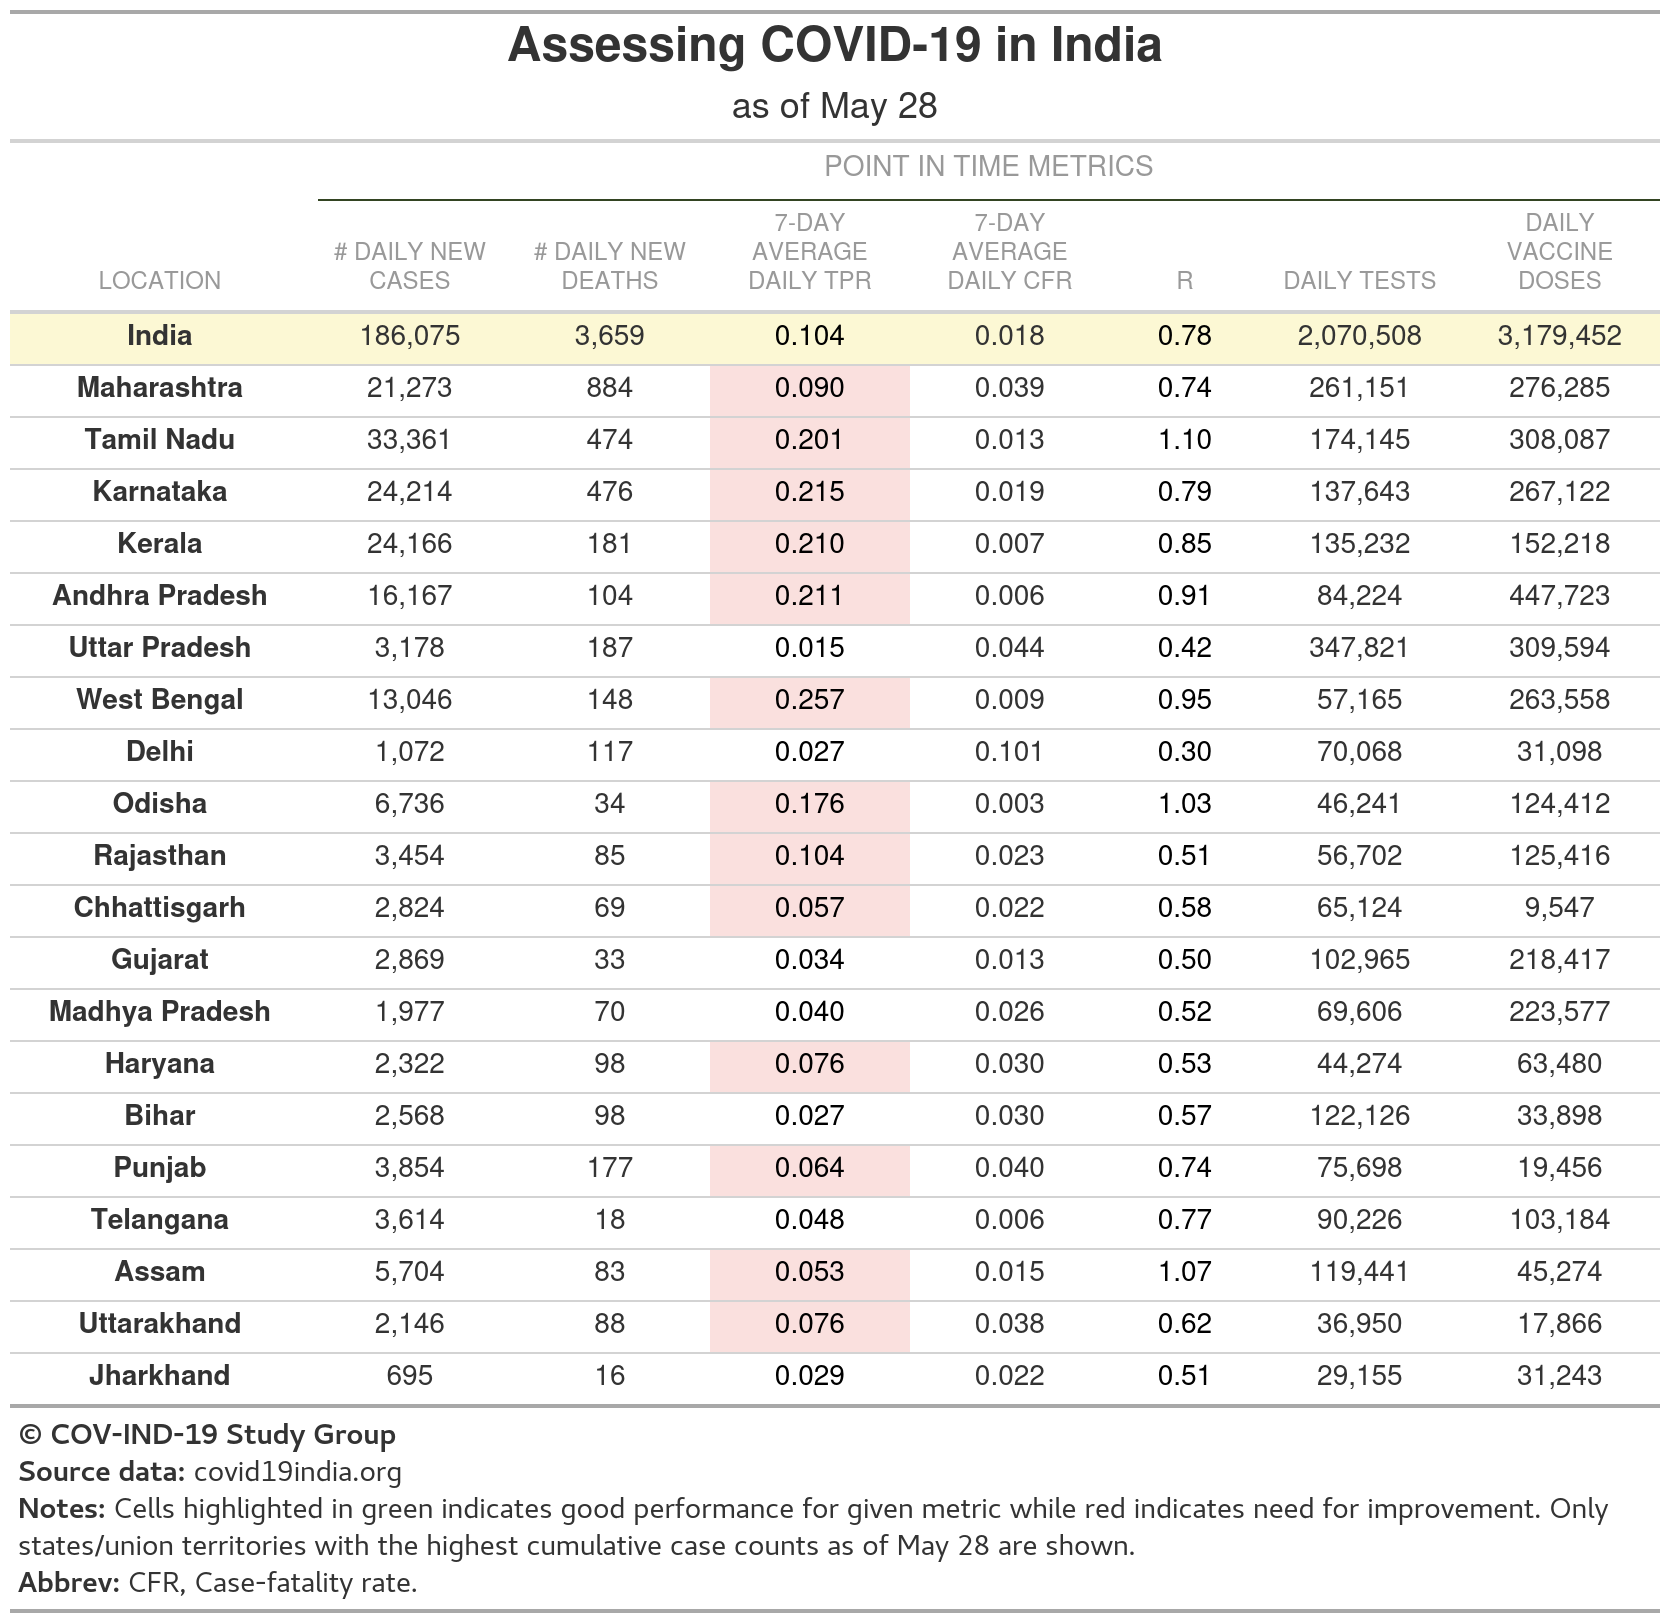 Assessing COVID-19 in India
as of May 28
POINT IN TIME METRICS
LOCATION # DAILY NEW CASES # DAILY NEW DEATHS 7-DAY AVERAGE DAILY TPR 7-DAY AVERAGE DAILY CFR R DAILY TESTS DAILY VACCINE DOSES
India 186,075 3,659 0.104 0.018 0.78 2,070,508 3,179,452
Maharashtra 21,273 884 0.090 0.039 0.74 261,151 276,285
Tamil Nadu 33,361 474 0.201 0.013 1.10 174,145 308,087
Karnataka 24,214 476 0.215 0.019 0.79 137,643 267,122
Kerala 24,166 181 0.210 0.007 0.85 135,232 152,218
Andhra Pradesh 16,167 104 0.211 0.006 0.91 84,224 447,723
Uttar Pradesh 3,178 187 0.015 0.044 0.42 347,821 309,594
West Bengal 13,046 148 0.257 0.009 0.95 57,165 263,558
Delhi 1,072 117 0.027 0.101 0.30 70,068 31,098
Odisha 6,736 34 0.176 0.003 1.03 46,241 124,412
Rajasthan 3,454 85 0.104 0.023 0.51 56,702 125,416
Chhattisgarh 2,824 69 0.057 0.022 0.58 65,124 9,547
Gujarat 2,869 33 0.034 0.013 0.50 102,965 218,417
Madhya Pradesh 1,977 70 0.040 0.026 0.52 69,606 223,577
Haryana 2,322 98 0.076 0.030 0.53 44,274 63,480
Bihar 2,568 98 0.027 0.030 0.57 122,126 33,898
Punjab 3,854 177 0.064 0.040 0.74 75,698 19,456
Telangana 3,614 18 0.048 0.006 0.77 90,226 103,184
Assam 5,704 83 0.053 0.015 1.07 119,441 45,274
Uttarakhand 2,146 88 0.076 0.038 0.62 36,950 17,866
Jharkhand 695 16 0.029 0.022 0.51 29,155 31,243
© COV-IND-19 Study Group
Source data: covid19india.org
Notes: Cells highlighted in green indicates good performance for given metric while red indicates need for improvement. Only
states/union territories with the highest cumulative case counts as of May 28 are shown.
Abbrev: CFR, Case-fatality rate.